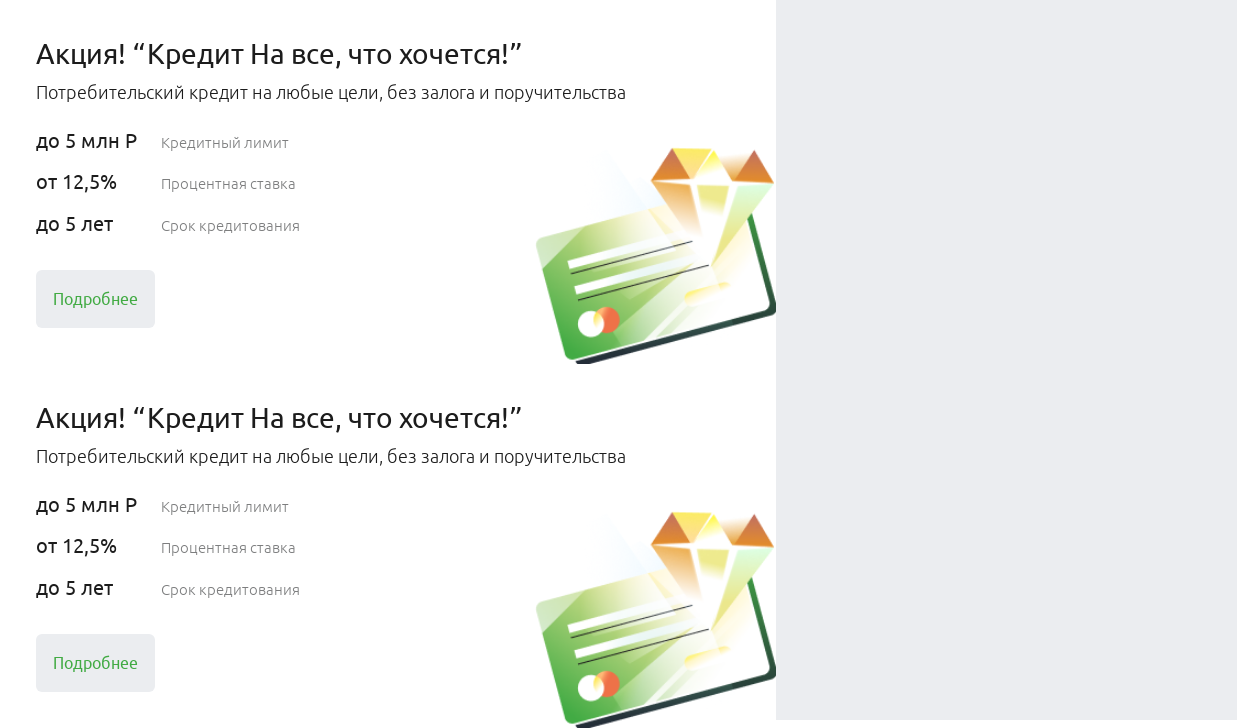 Акция! “Кредит На все, что хочется!”
Потребительский кредит на любые цели, без залога и поручительства
до 5 млн Р Кредитный лимит
от 12,5% Процентная ставка
до 5 лет Срок кредитования
Подробнее
Акция! “Кредит На все, что хочется!”
Потребительский кредит на любые цели, без залога и поручительства
до 5 млн Р Кредитный лимит
от 12,5% Процентная ставка
до 5 лет Срок кредитования
Подробнее